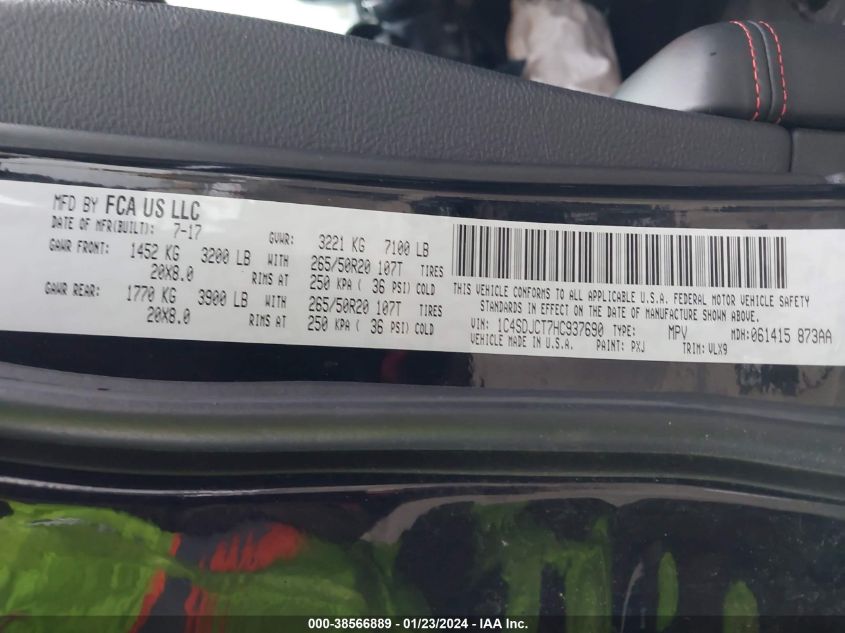 MFD BY FCA US LLC
DATE OF MFR(BUILT): 7-17 GVWR: 3221 KG 7100 LB
GAWR FRONT: 1452 KG 3200 LB WITH 265/50R20 107T TIRES
20X8.0 RIMS AT 250 KPA ( 36 PSI) COLD
GAWR REAR: 1770 KG 3900 LB WITH 265/50R20 107T TIRES
20X8.0 RIMS AT 250 KPA ( 36 PSI) COLD
THIS VEHICLE CONFORMS TO ALL APPLICABLE U.S.A. FEDERAL MOTOR VEHICLE SAFETY
STANDARDS IN EFFECT ON THE DATE OF MANUFACTURE SHOWN ABOVE.
VIN: 1C4SDJCT7HC937690 TYPE: MPV MDH:061415 873AA
VEHICLE MADE IN U.S.A. PAINT: PXJ TRIM: VLX9
000-38566889 - 01/23/2024 - IAA Inc.